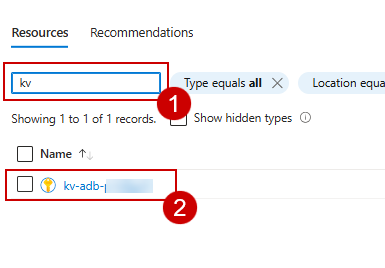 Resources Recommendations
kv
Type equals all
Location equa
1
Showing 1 to 1 of 1 records.
Show hidden types
Name
kv-adb-
2